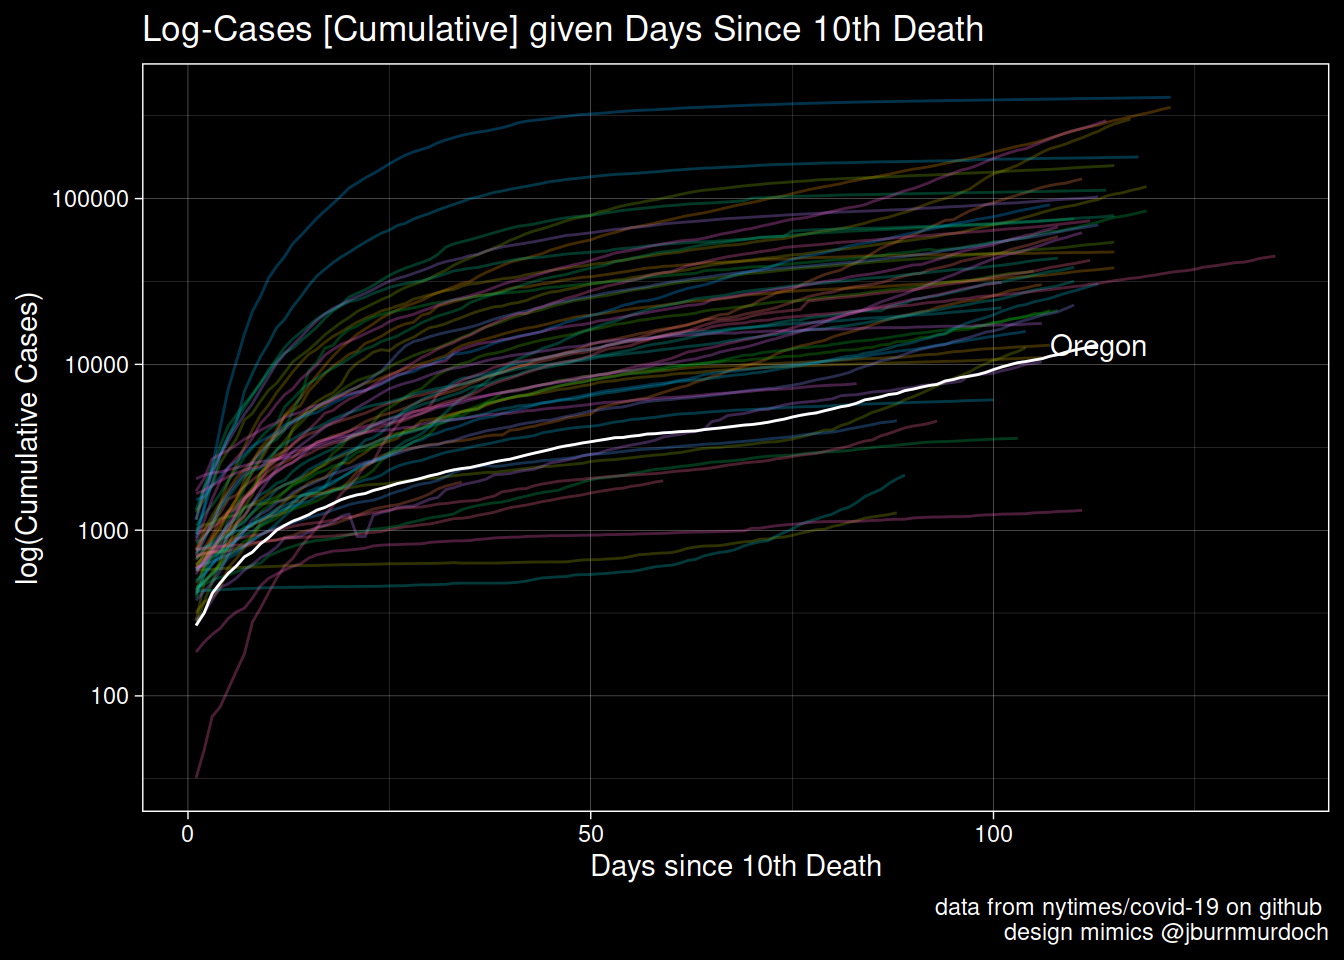 Log-Cases [Cumulative] given Days Since 10th Death
log(Cumulative Cases)
100000
10000
1000
100
Oregon
0 50 100
Days since 10th Death
data from nytimes/covid-19 on github
design mimics @jburnmurdoch